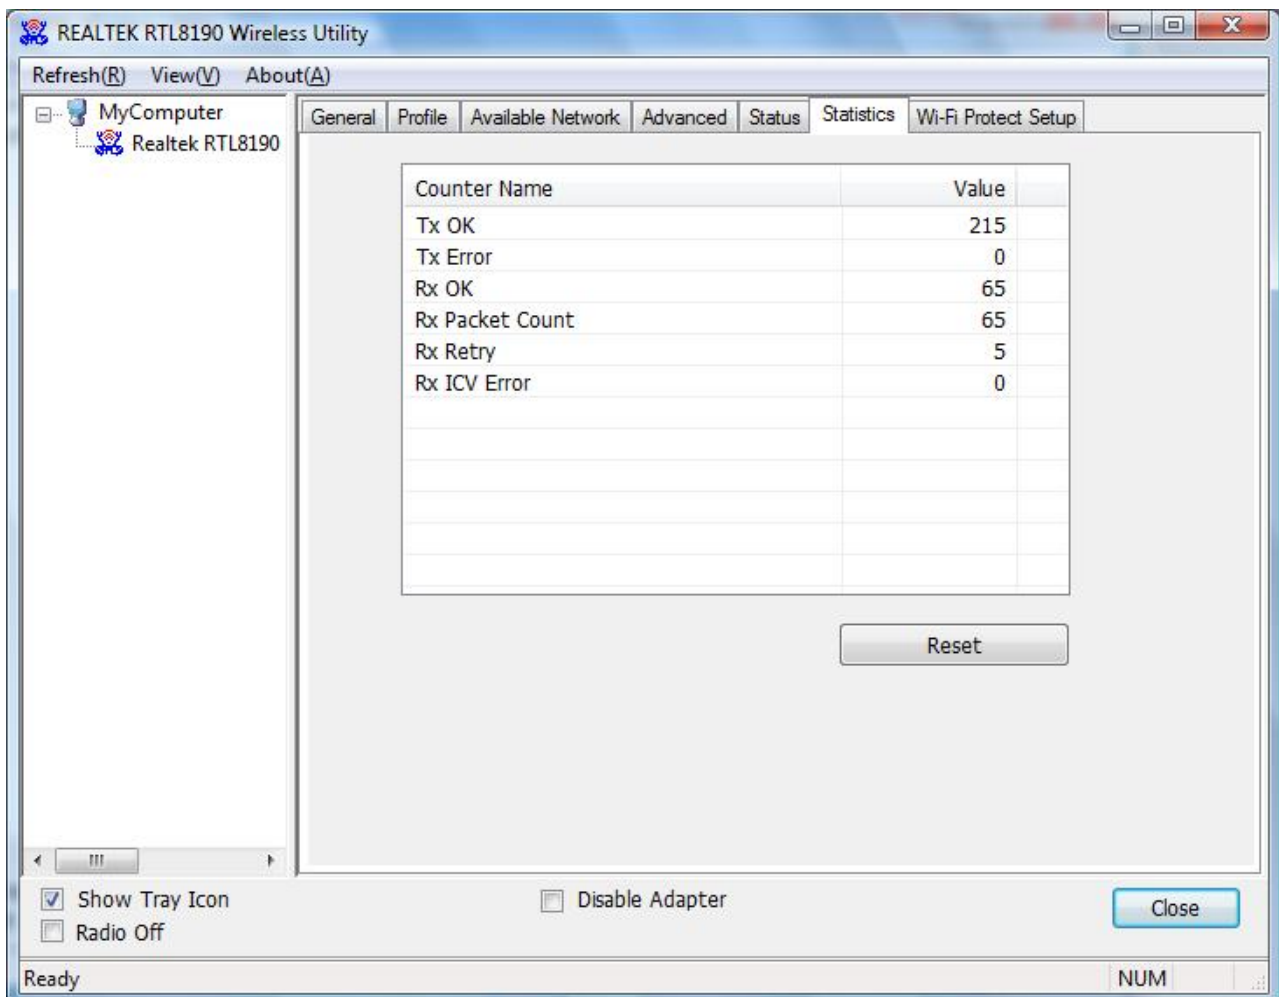 REALTEK RTL8190 Wireless Utility
Refresh(R) View(V) About(A)
MyComputer
Realtek RTL8190
General Profile Available Network Advanced Status Statistics Wi-Fi Protect Setup
Counter Name Value
Tx OK 215
Tx Error 0
Rx OK 65
Rx Packet Count 65
Rx Retry 5
Rx ICV Error 0
Reset
Show Tray Icon Disable Adapter
Radio Off
Close
Ready NUM